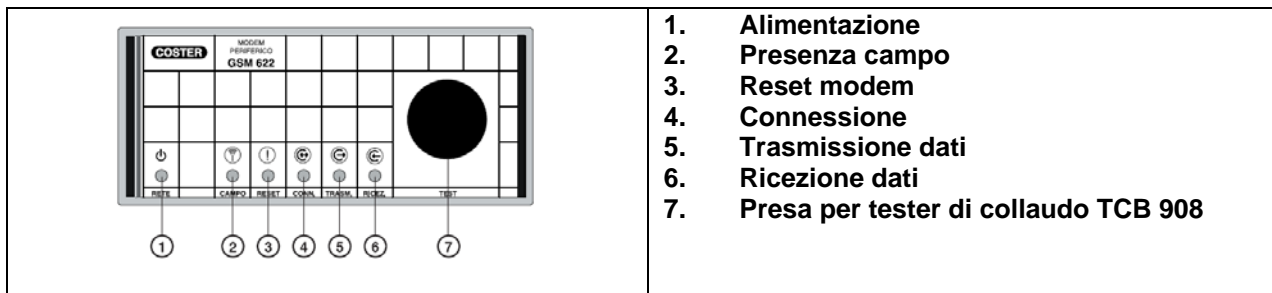 COSTER
MODEM
PERIFERICO
GSM 622
RETE
CAMPO RESET CONN. TRASM. RICEZ. TEST
1 2 3 4 5 6 7
1. Alimentazione
2. Presenza campo
3. Reset modem
4. Connessione
5. Trasmissione dati
6. Ricezione dati
7. Presa per tester di collaudo TCB 908